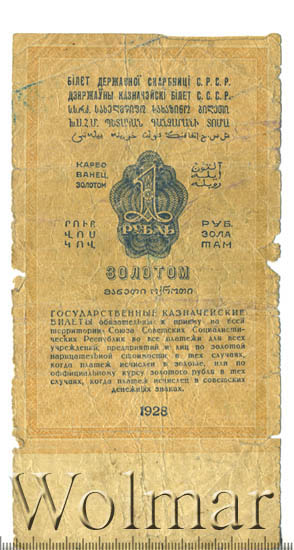 БІЛЕТ ДЕРЖАВНОЇ СКАРБНИЦІ С.Р.С.Р.
ДЗЯРЖАЎНЫ КАЗНАЧЭЙСКІ БІЛЕТ С.С.С.Р.
КАРБО-
ВАНЕЦ
ЗОЛОТОМ
1
РУБЛЬ
РУБ.
ЗОЛА-
ТАМ
ЗОЛОТОМ
ГОСУДАРСТВЕННЫЕ КАЗНАЧЕЙСКИЕ
БИЛЕТЫ обязательны к приему на всей
территории Союза Советских Социалисти-
ческих Республик во все платежи для всех
учреждений, предприятий и лиц по золотой
нарицательной стоимости в тех случаях,
когда платеж исчислен в золоте, или по
официальному курсу золотого рубля в тех
случаях, когда платеж исчислен в советских
денежных знаках.
1928
Wolmar